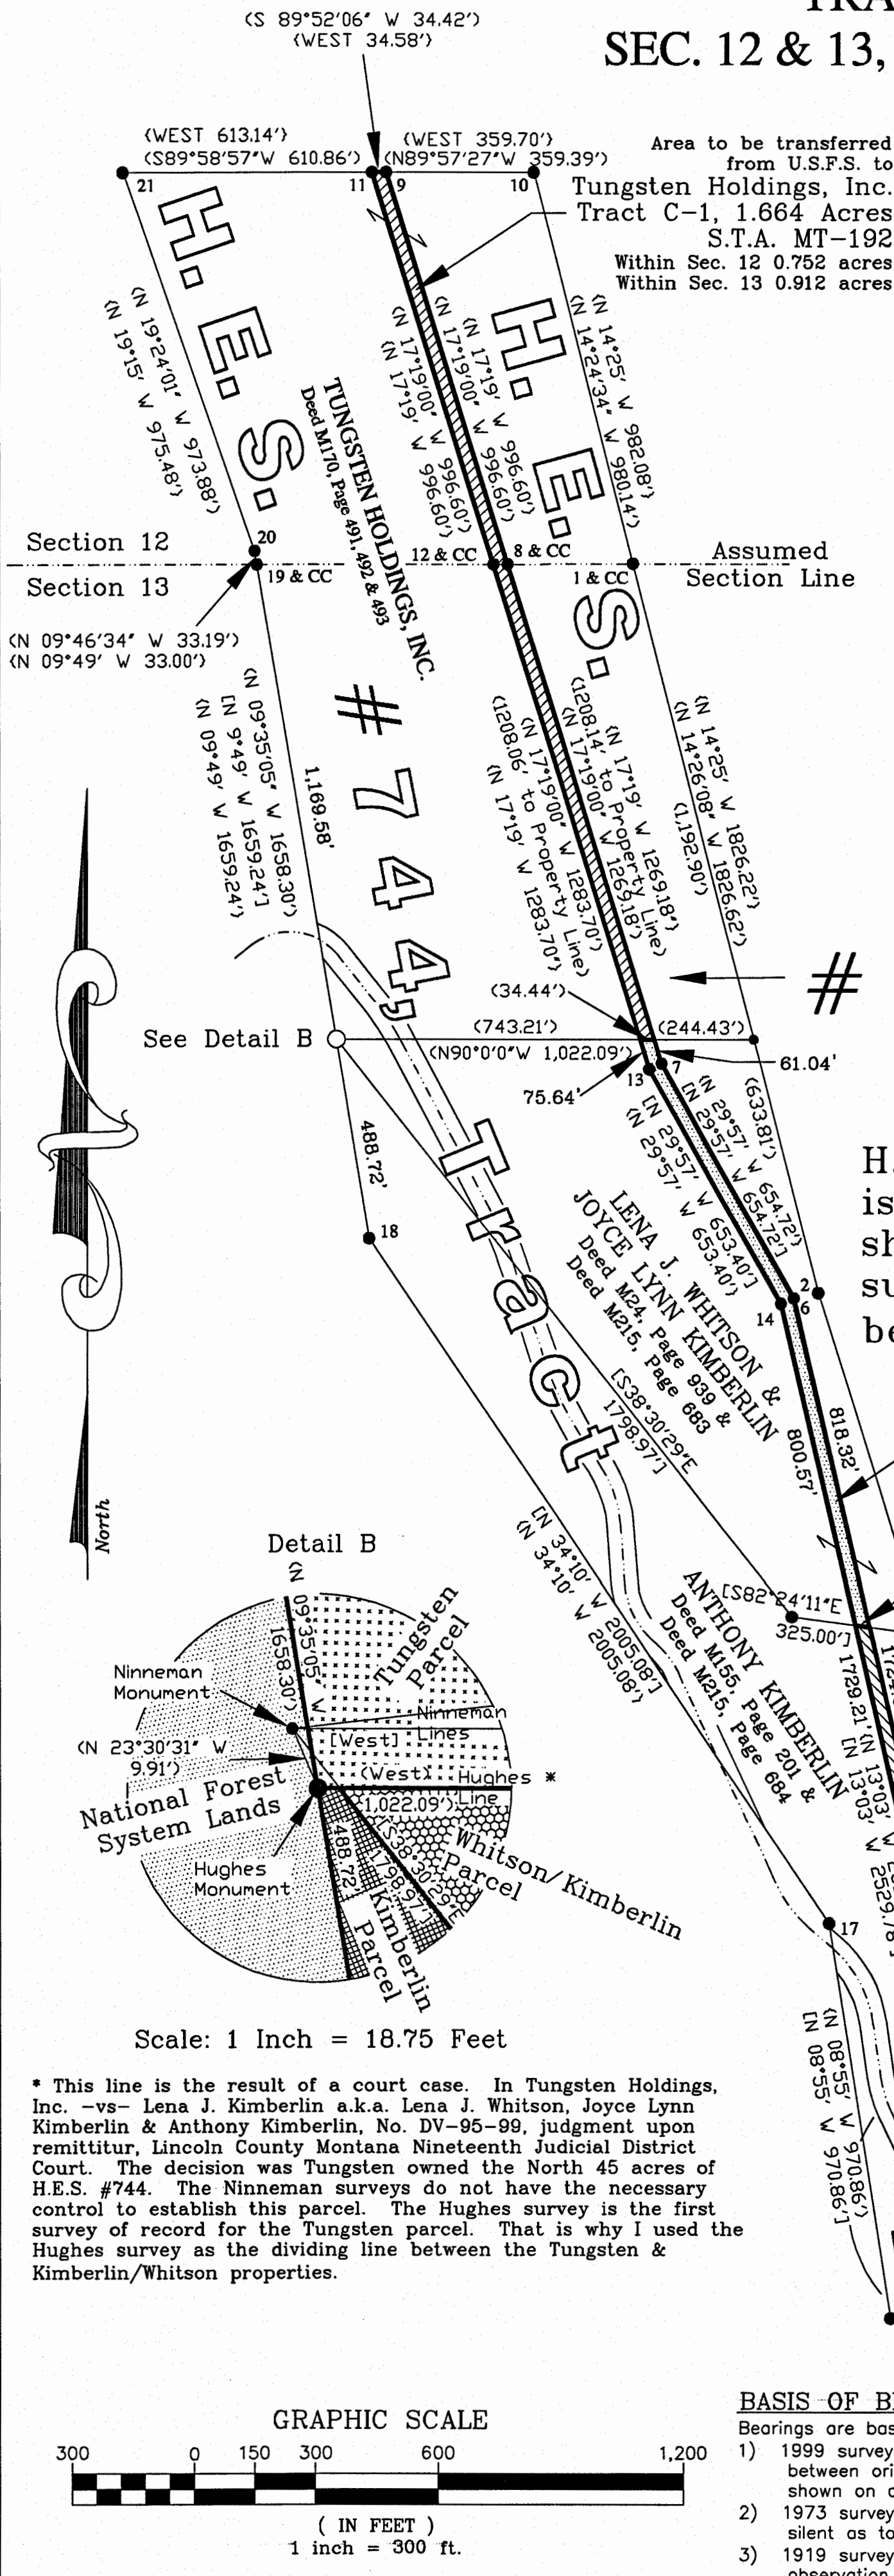 TRA
SEC. 12 & 13,
(S 89°52'06" W 34.42')
(WEST 34.58')
(WEST 613.14')
(S89°58'57"W 610.86')
(WEST 359.70')
(N89°57'27"W 359.39')
21
11
9
10
Area to be transferred
from U.S.F.S. to
Tungsten Holdings, Inc.
Tract C-1, 1.664 Acres
S.T.A. MT-192
Within Sec. 12 0.752 acres
Within Sec. 13 0.912 acres
H. E. S. # 744, Tract
H. E. S. #
(N 19°24'01" W 973.88')
(N 19°15' W 975.48')
TUNGSTEN HOLDINGS, INC.
Deed M170, Page 491, 492 & 493
(N 17°19' W 996.60')
(N 17°19'00" W 996.60')
(N 17°19'00" W 996.60')
(N 17°19' W 996.60')
(N 14°25' W 982.08')
(N 14°24'34" W 980.14')
Section 12
Section 13
20
19 & CC
12 & CC
8 & CC
1 & CC
Assumed
Section Line
(N 09°46'34" W 33.19')
(N 09°49' W 33.00')
(N 09°35'05" W 1658.30')
[N 9°49' W 1659.24']
(N 09°49' W 1659.24')
1,169.58'
(N 17°19' W 1269.18")
(N 17°19'00" W 1269.18')
(1208.14' to Property Line)
(N 17°19'00" W 1283.70')
(1208.06' to Property Line)
(N 17°19' W 1283.70")
(N 14°25' W 1826.22')
(N 14°26'08" W 1826.62')
(1,192.90')
(34.44')
See Detail B
(743.21')
(244.43')
(N90°0'0"W 1,022.09')
75.64'
13
7
61.04'
(633.81')
488.72'
18
(N 29°57' W 654.72')
[N 29°57' W 654.72']
[N 29°57' W 653.40']
(N 29°57' W 653.40')
LENA J. WHITSON &
JOYCE LYNN KIMBERLIN
Deed M24, Page 939 &
Deed M215, Page 683
2
6
14
H.
is
sh
su
be
[S38°30'29"E
1798.97']
818.32'
800.57'
North
[N 34°10' W 2005.08']
(N 34°10' W 2005.08')
[S82°24'11"E
325.00']
ANTHONY KIMBERLIN
Deed M155, Page 201 &
Deed M215, Page 684
1729.21'
(N 13°03' W
[N 13°03' W 2529.78'
17
(N 08°55' W 970.86')
[N 08°55' W 970.86']
Detail B
(N 09°35'05" W
1658.30')
Tungsten
Parcel
Ninneman
Monument
Ninneman
Lines
[West]
(N 23°30'31" W
9.91')
(West)
Hughes *
Line
National Forest
System Lands
(1,022.09')
Hughes
Monument
488.72'
(S38°30'29"E
1798.97')
Whitson/Kimberlin
Parcel
Kimberlin
Parcel
Scale: 1 Inch = 18.75 Feet
* This line is the result of a court case. In Tungsten Holdings,
Inc. -vs- Lena J. Kimberlin a.k.a. Lena J. Whitson, Joyce Lynn
Kimberlin & Anthony Kimberlin, No. DV-95-99, judgment upon
remittitur, Lincoln County Montana Nineteenth Judicial District
Court. The decision was Tungsten owned the North 45 acres of
H.E.S. #744. The Ninneman surveys do not have the necessary
control to establish this parcel. The Hughes survey is the first
survey of record for the Tungsten parcel. That is why I used the
Hughes survey as the dividing line between the Tungsten &
Kimberlin/Whitson properties.
GRAPHIC SCALE
300 0 150 300 600 1,200
( IN FEET )
1 inch = 300 ft.
BASIS OF B
Bearings are bas
1) 1999 survey
between ori
shown on
2) 1973 survey
silent as to
3) 1919 survey
observation